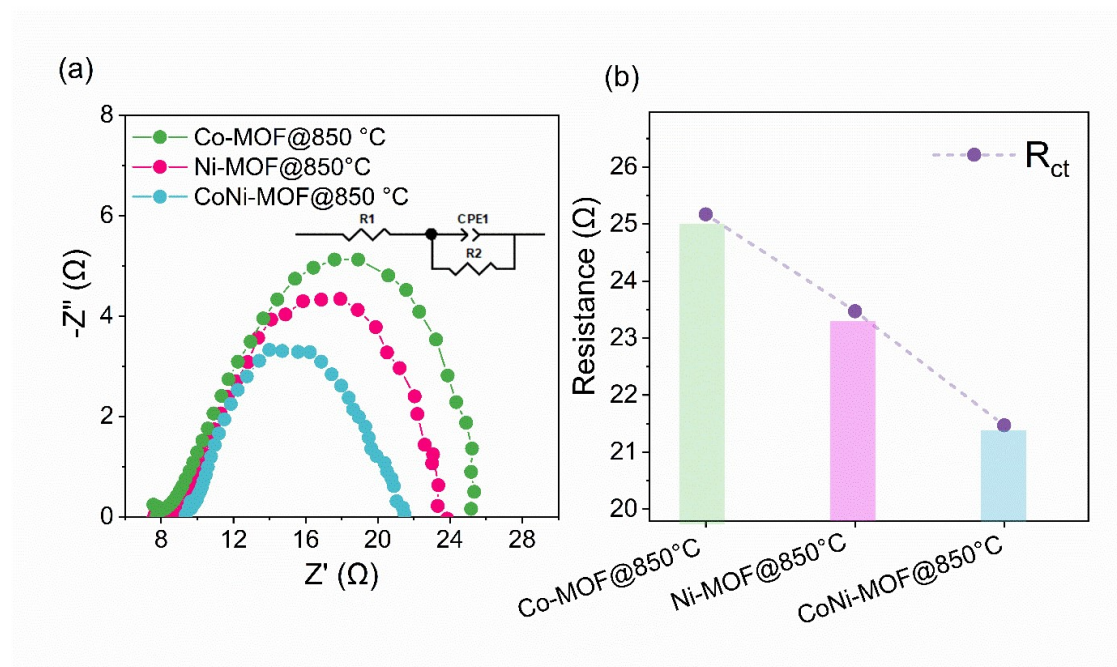 (a)
8
6
4
2
0
-Z" (Ω)
Co-MOF@850 °C
Ni-MOF@850°C
CoNi-MOF@850 °C
R1
CPE1
R2
8
12
16
20
24
28
Z' (Ω)
(b)
26
25
23
22
21
20
Resistance (Ω)
Rct
Co-MOF@850°C
Ni-MOF@850°C
CoNi-MOF@850°C